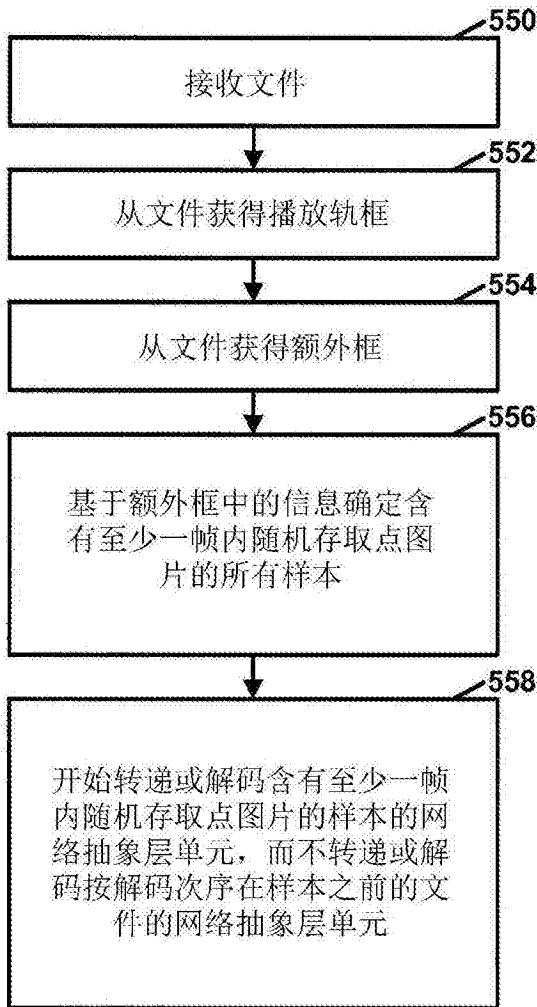 550
接收文件
552
从文件获得播放轨框
554
从文件获得额外框
556
基于额外框中的信息确定含
有至少一帧内随机存取点图
片的所有样本
558
开始转递或解码含有至少一帧
内随机存取点图片的样本的网
络抽象层单元，而不转递或解
码按解码次序在样本之前的文
件的网络抽象层单元